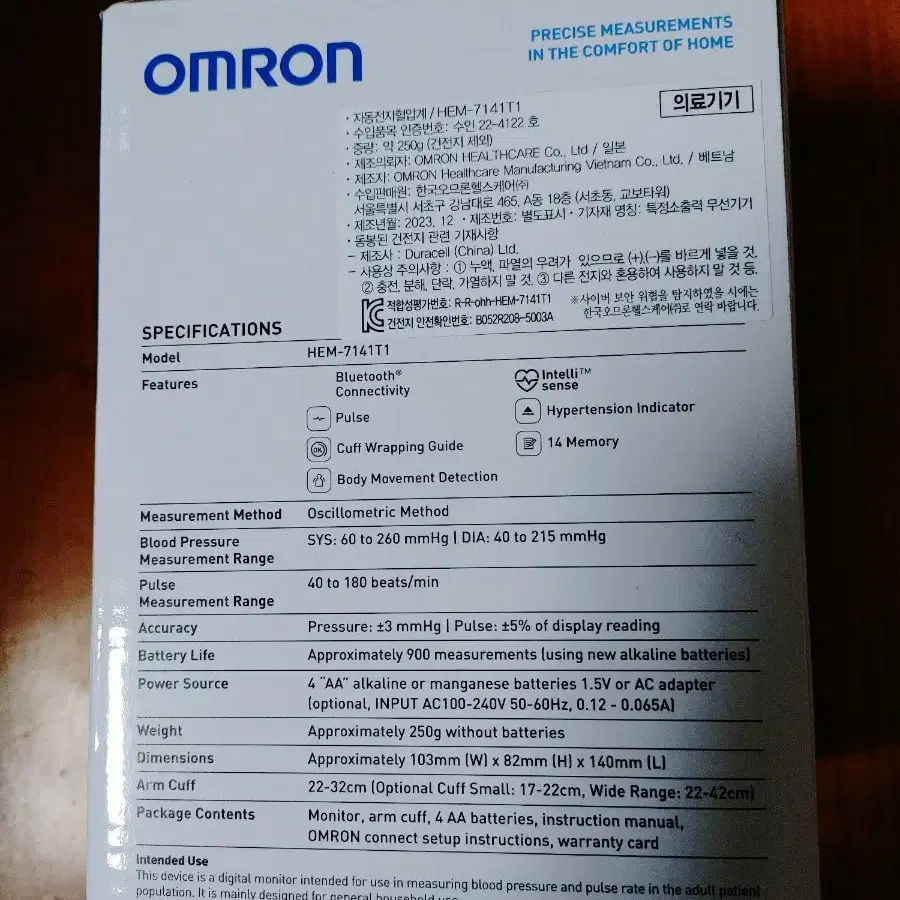 OMRON
PRECISE MEASUREMENTS
IN THE COMFORT OF HOME
의료기기
· 자동전자혈압계 / HEM-7141T1
· 수입품목 인증번호: 수인 22-4122 호
· 중량: 약 250g (건전지 제외)
· 제조의뢰자: OMRON HEALTHCARE Co., Ltd / 일본
· 제조자: OMRON Healthcare Manufacturing Vietnam Co., Ltd. / 베트남
· 수입판매원: 한국오므론헬스케어㈜
서울특별시 서초구 강남대로 465, A동 18층 (서초동, 교보타워)
· 제조년월: 2023. 12 · 제조번호: 별도표시 · 기자재 명칭: 특정소출력 무선기기
· 동봉된 건전지 관련 기재사항
- 제조사 : Duracell (China) Ltd.
- 사용상 주의사항 : ① 누액, 파열의 우려가 있으므로 (+),(-)를 바르게 넣을 것.
② 충전, 분해, 단락, 가열하지 말 것. ③ 다른 전지와 혼용하여 사용하지 말 것 등.
적합성평가번호: R-R-ohh-HEM-7141T1
건전지 안전확인번호: B052R208-5003A
※사이버 보안 위협을 탐지하였을 시에는
한국오므론헬스케어㈜로 연락 바랍니다.
SPECIFICATIONS
Model HEM-7141T1
Features Bluetooth® Connectivity
Intelli™ sense
Pulse
Hypertension Indicator
OK Cuff Wrapping Guide
14 Memory
Body Movement Detection
Measurement Method Oscillometric Method
Blood Pressure Measurement Range SYS: 60 to 260 mmHg | DIA: 40 to 215 mmHg
Pulse Measurement Range 40 to 180 beats/min
Accuracy Pressure: ±3 mmHg | Pulse: ±5% of display reading
Battery Life Approximately 900 measurements (using new alkaline batteries)
Power Source 4 "AA" alkaline or manganese batteries 1.5V or AC adapter
(optional, INPUT AC100-240V 50-60Hz, 0.12 - 0.065A)
Weight Approximately 250g without batteries
Dimensions Approximately 103mm (W) x 82mm (H) x 140mm (L)
Arm Cuff 22-32cm (Optional Cuff Small: 17-22cm, Wide Range: 22-42cm)
Package Contents Monitor, arm cuff, 4 AA batteries, instruction manual,
OMRON connect setup instructions, warranty card
Intended Use
This device is a digital monitor intended for use in measuring blood pressure and pulse rate in the adult patient
population. It is mainly designed for general household use.